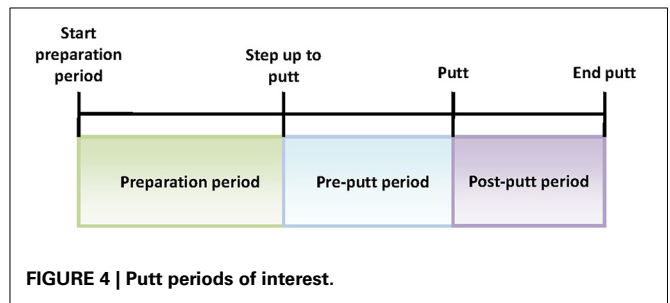 Start
preparation
period
Step up to
putt
Putt
End putt
Preparation period
Pre-putt period
Post-putt period
FIGURE 4 | Putt periods of interest.